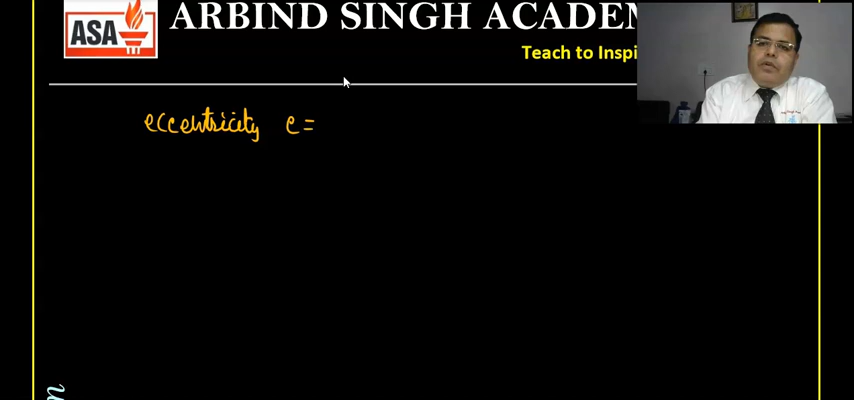 ASA
ARBIND SINGH ACADEM
Teach to Inspi
eccentricity e =